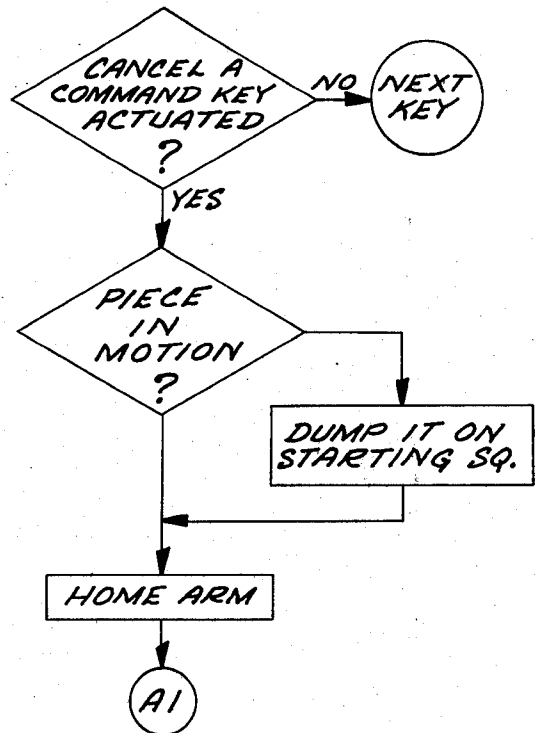 CANCEL A
COMMAND KEY
ACTUATED
?
NO
NEXT
KEY
YES
PIECE
IN
MOTION
?
DUMP IT ON
STARTING SQ.
HOME ARM
A1